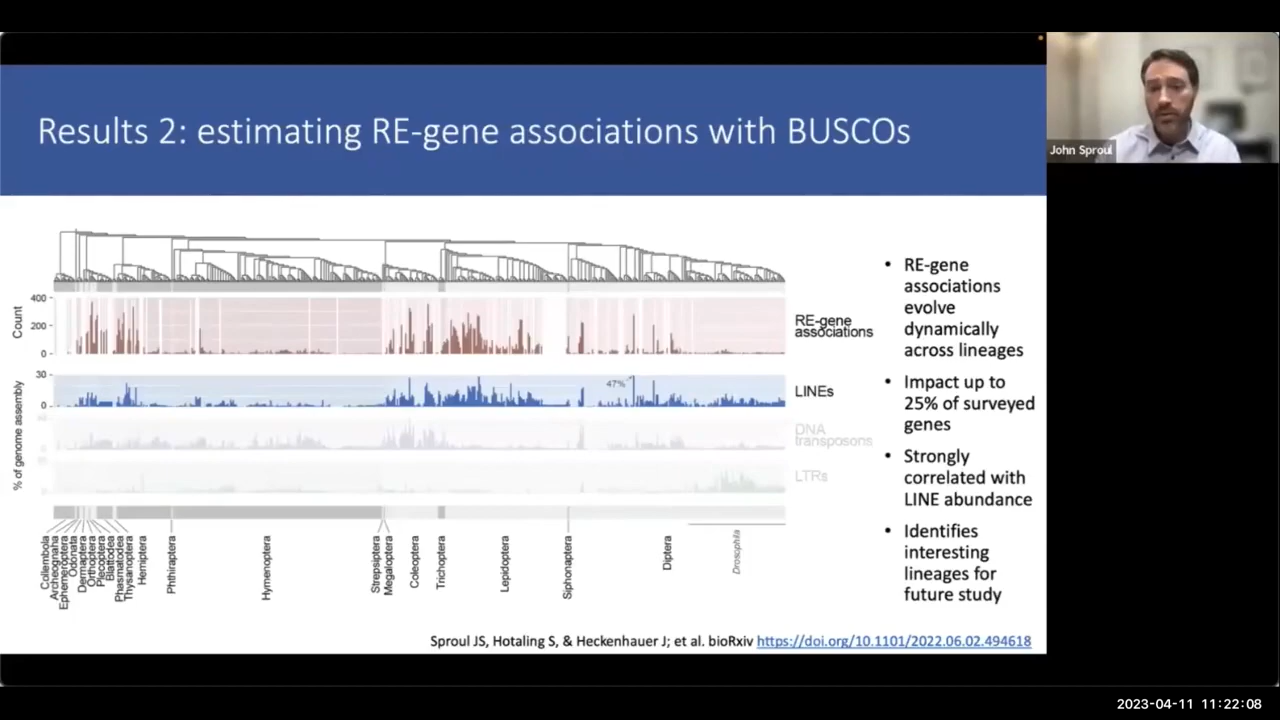 Results 2: estimating RE-gene associations with BUSCOs
John Sproul
400
200
0
Count
RE-gene
associations
30
0
47%
LINEs
% of genome assembly
DNA
transposons
LTRs
Collembola
Archeognatha
Ephemeroptera
Odonata
Dermaptera
Orthoptera
Plecoptera
Blattodea
Phasmatodea
Thysanoptera
Hemiptera
Phthiraptera
Hymenoptera
Strepsiptera
Megaloptera
Coleoptera
Trichoptera
Lepidoptera
Siphonaptera
Diptera
Drosophila
• RE-gene
associations
evolve
dynamically
across lineages
• Impact up to
25% of surveyed
genes
• Strongly
correlated with
LINE abundance
• Identifies
interesting
lineages for
future study
Sproul JS, Hotaling S, & Heckenhauer J; et al. bioRxiv https://doi.org/10.1101/2022.06.02.494618
2023-04-11 11:22:08